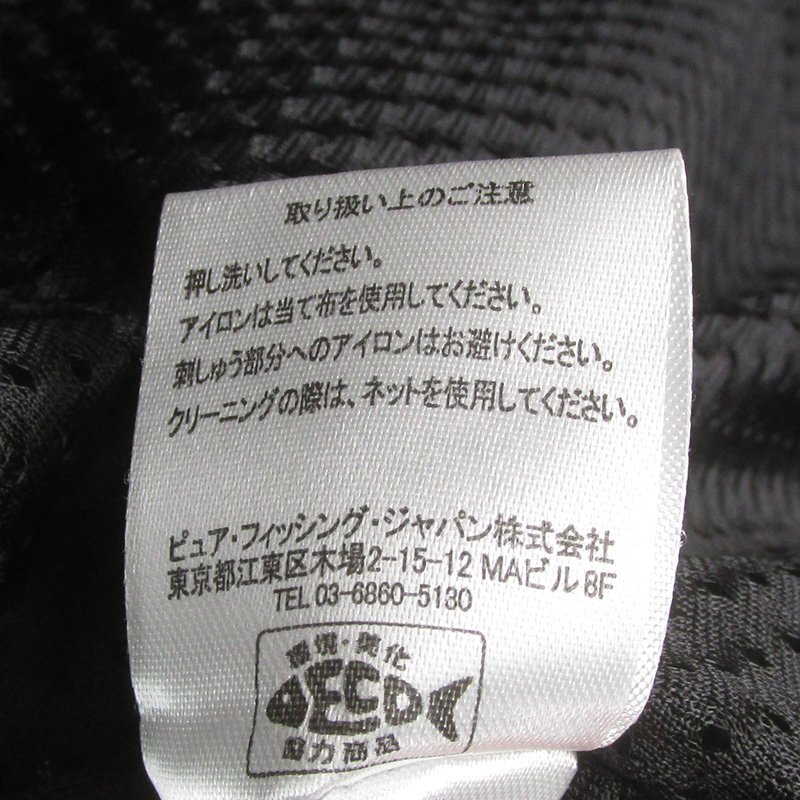 取り扱い上のご注意
押し洗いしてください。
アイロンは当て布を使用してください。
刺しゅう部分へのアイロンはお避けください。
クリーニングの際は、ネットを使用してください。
ピュア・フィッシング・ジャパン株式会社
東京都江東区木場2-15-12 MAビル8F
TEL 03-6860-5130
環境・美化
ECO
協力商品